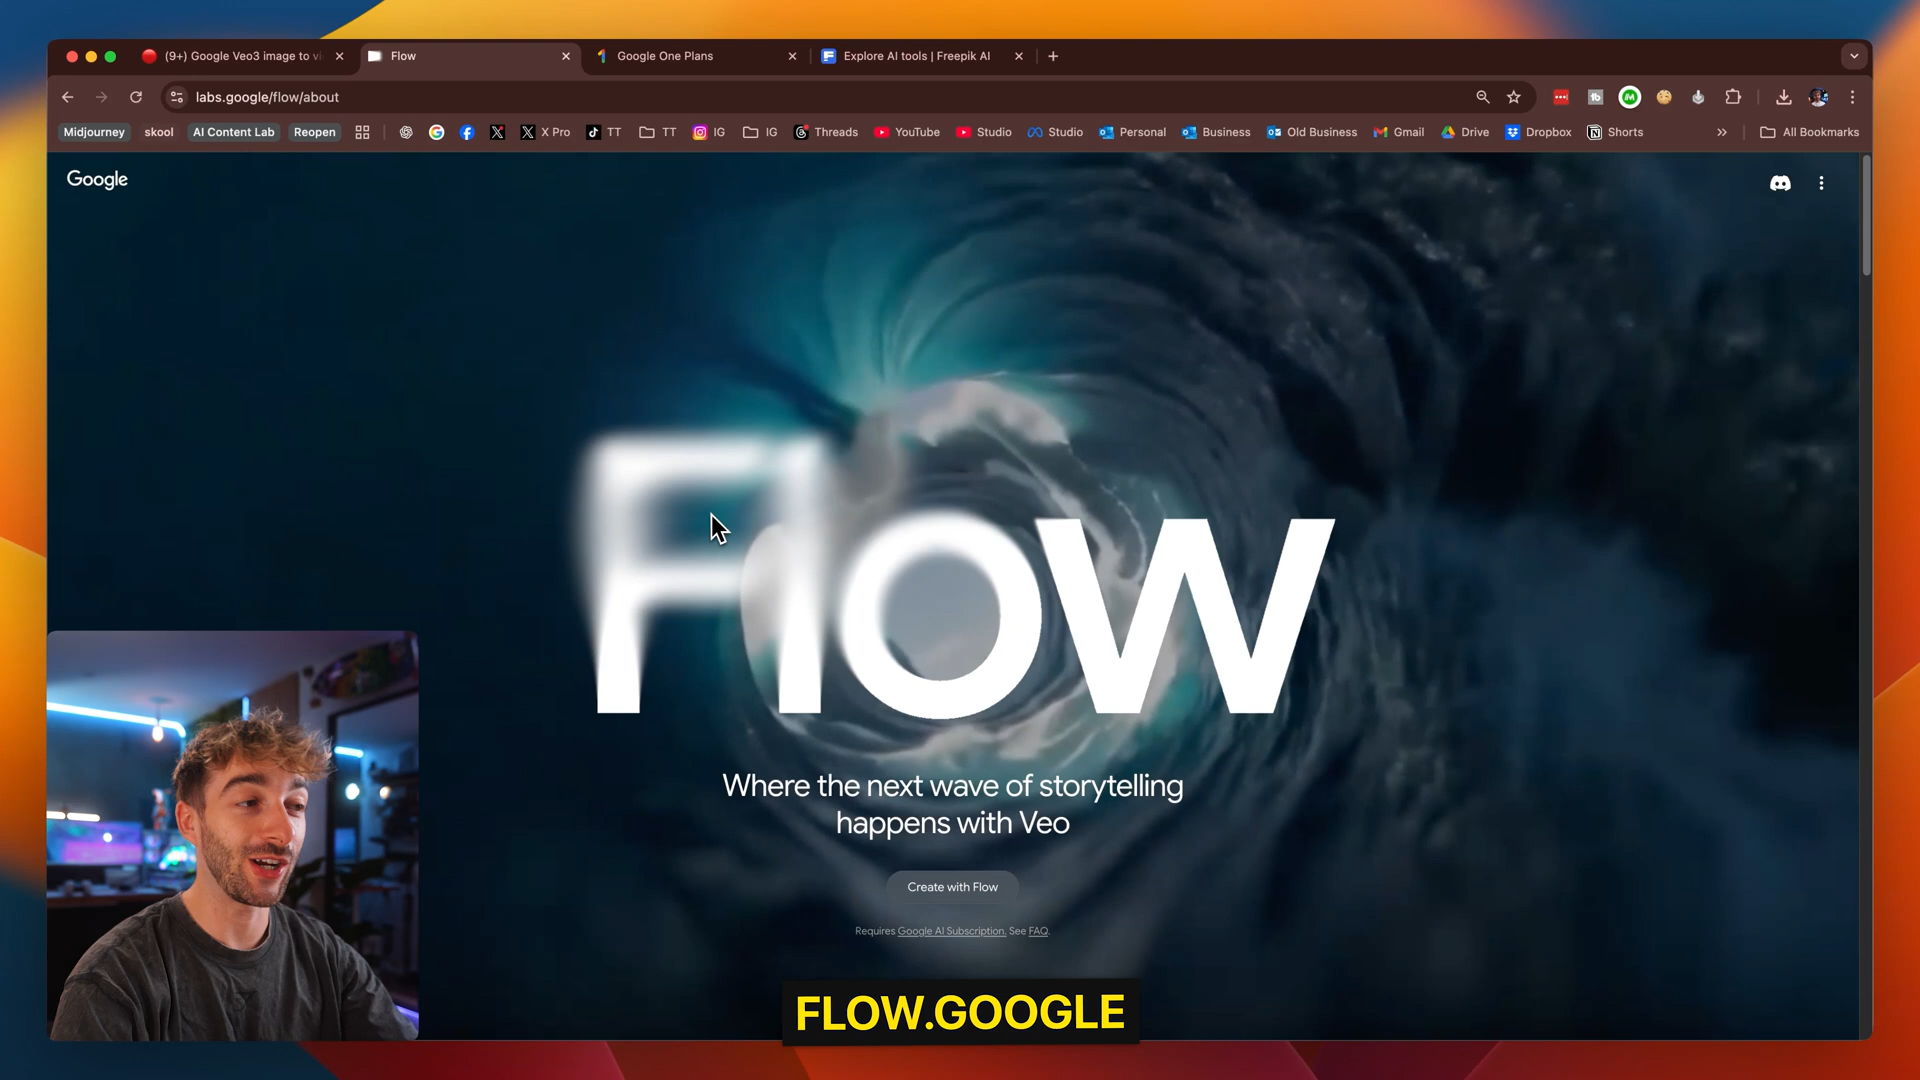 (9+) Google Veo3 image to vi
Flow
Google One Plans
Explore AI tools | Freepik AI
labs.google/flow/about
Midjourney
skool
AI Content Lab
Reopen
X Pro
TT
TT
IG
IG
Threads
YouTube
Studio
Studio
Personal
Business
Old Business
Gmail
Drive
Dropbox
Shorts
All Bookmarks
Google
Flow
Where the next wave of storytelling
happens with Veo
Create with Flow
Requires Google AI Subscription. See FAQ.
FLOW.GOOGLE